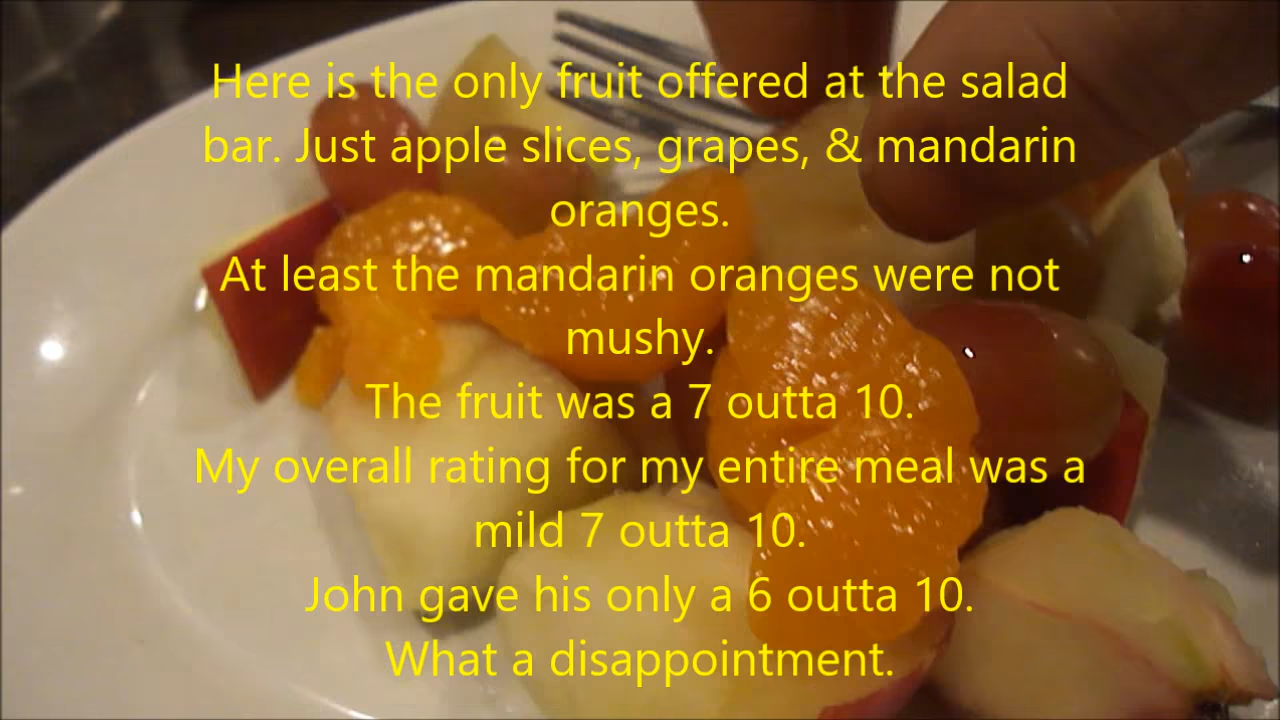 Here is the only fruit offered at the salad
bar. Just apple slices, grapes, & mandarin
oranges.
At least the mandarin oranges were not
mushy.
The fruit was a 7 outta 10.
My overall rating for my entire meal was a
mild 7 outta 10.
John gave his only a 6 outta 10.
What a disappointment.